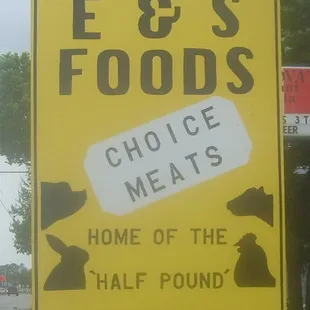 E & S
FOODS
CHOICE
MEATS
HOME OF THE
'HALF POUND'